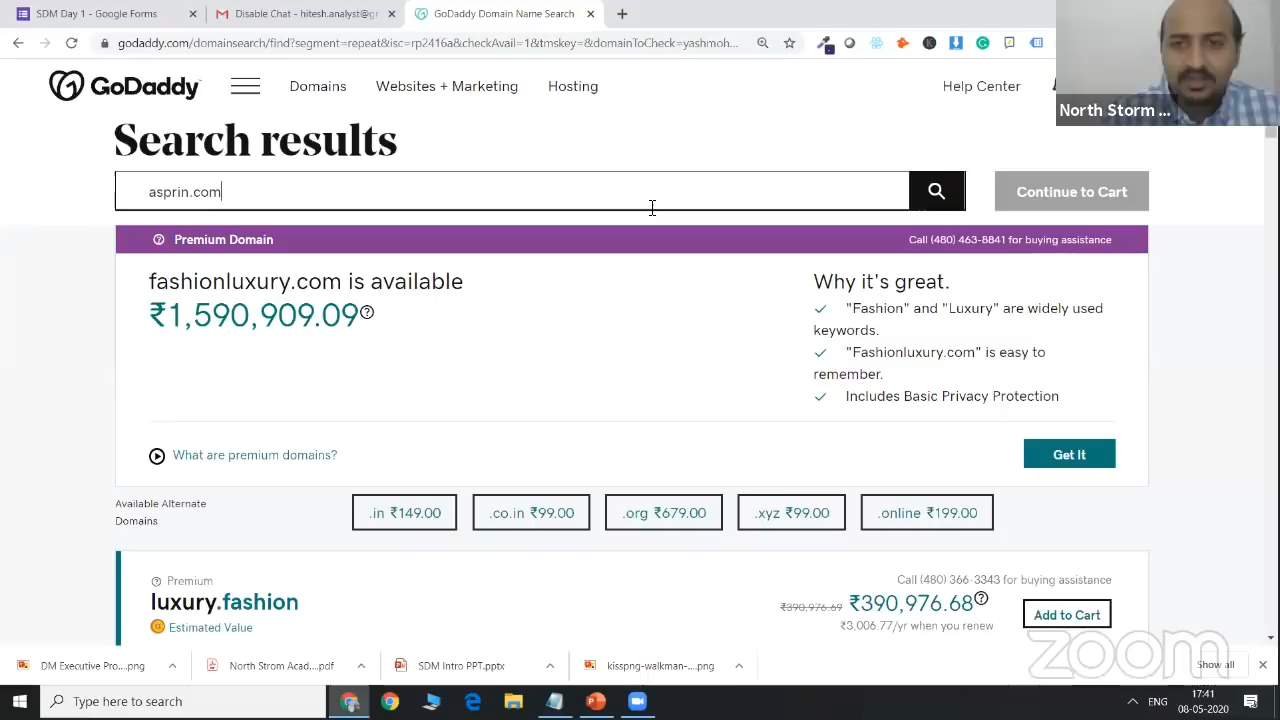 SDM Day 1 - Google Forms
Inbox - hitesh.analyst@gr
GoDaddy Domain Name Search
godaddy.com/domainsearch/find?segment=repeat&isc=rp2416a&checkAvail=1&tmskey=&domainToCheck=yashmoh...
GoDaddy
Domains
Websites + Marketing
Hosting
Help Center
North Storm ...
Search results
asprin.com
Continue to Cart
Premium Domain
Call (480) 463-8841 for buying assistance
fashionluxury.com is available
₹1,590,909.09
Why it's great.
"Fashion" and "Luxury" are widely used
keywords.
"Fashionluxury.com" is easy to
remember.
Includes Basic Privacy Protection
What are premium domains?
Get It
Available Alternate
Domains
.in ₹149.00
.co.in ₹99.00
.org ₹679.00
.xyz ₹99.00
.online ₹199.00
Premium
Call (480) 366-3343 for buying assistance
luxury.fashion
₹390,976.69 ₹390,976.68
Add to Cart
Estimated Value
₹3,006.77/yr when you renew
zoom
DM Executive Pro....png
North Strom Acad....pdf
SDM Intro PPT.pptx
kisspng-walkman-....png
Show all
Type here to search
ENG
17:41
08-05-2020